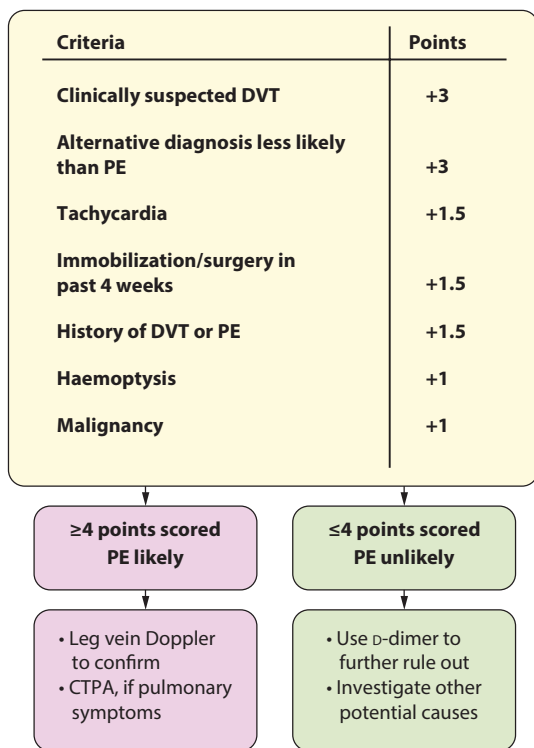 Criteria Points
Clinically suspected DVT +3
Alternative diagnosis less likely
than PE +3
Tachycardia +1.5
Immobilization/surgery in
past 4 weeks +1.5
History of DVT or PE +1.5
Haemoptysis +1
Malignancy +1
≥4 points scored
PE likely
≤4 points scored
PE unlikely
• Leg vein Doppler
to confirm
• CTPA, if pulmonary
symptoms
• Use D-dimer to
further rule out
• Investigate other
potential causes